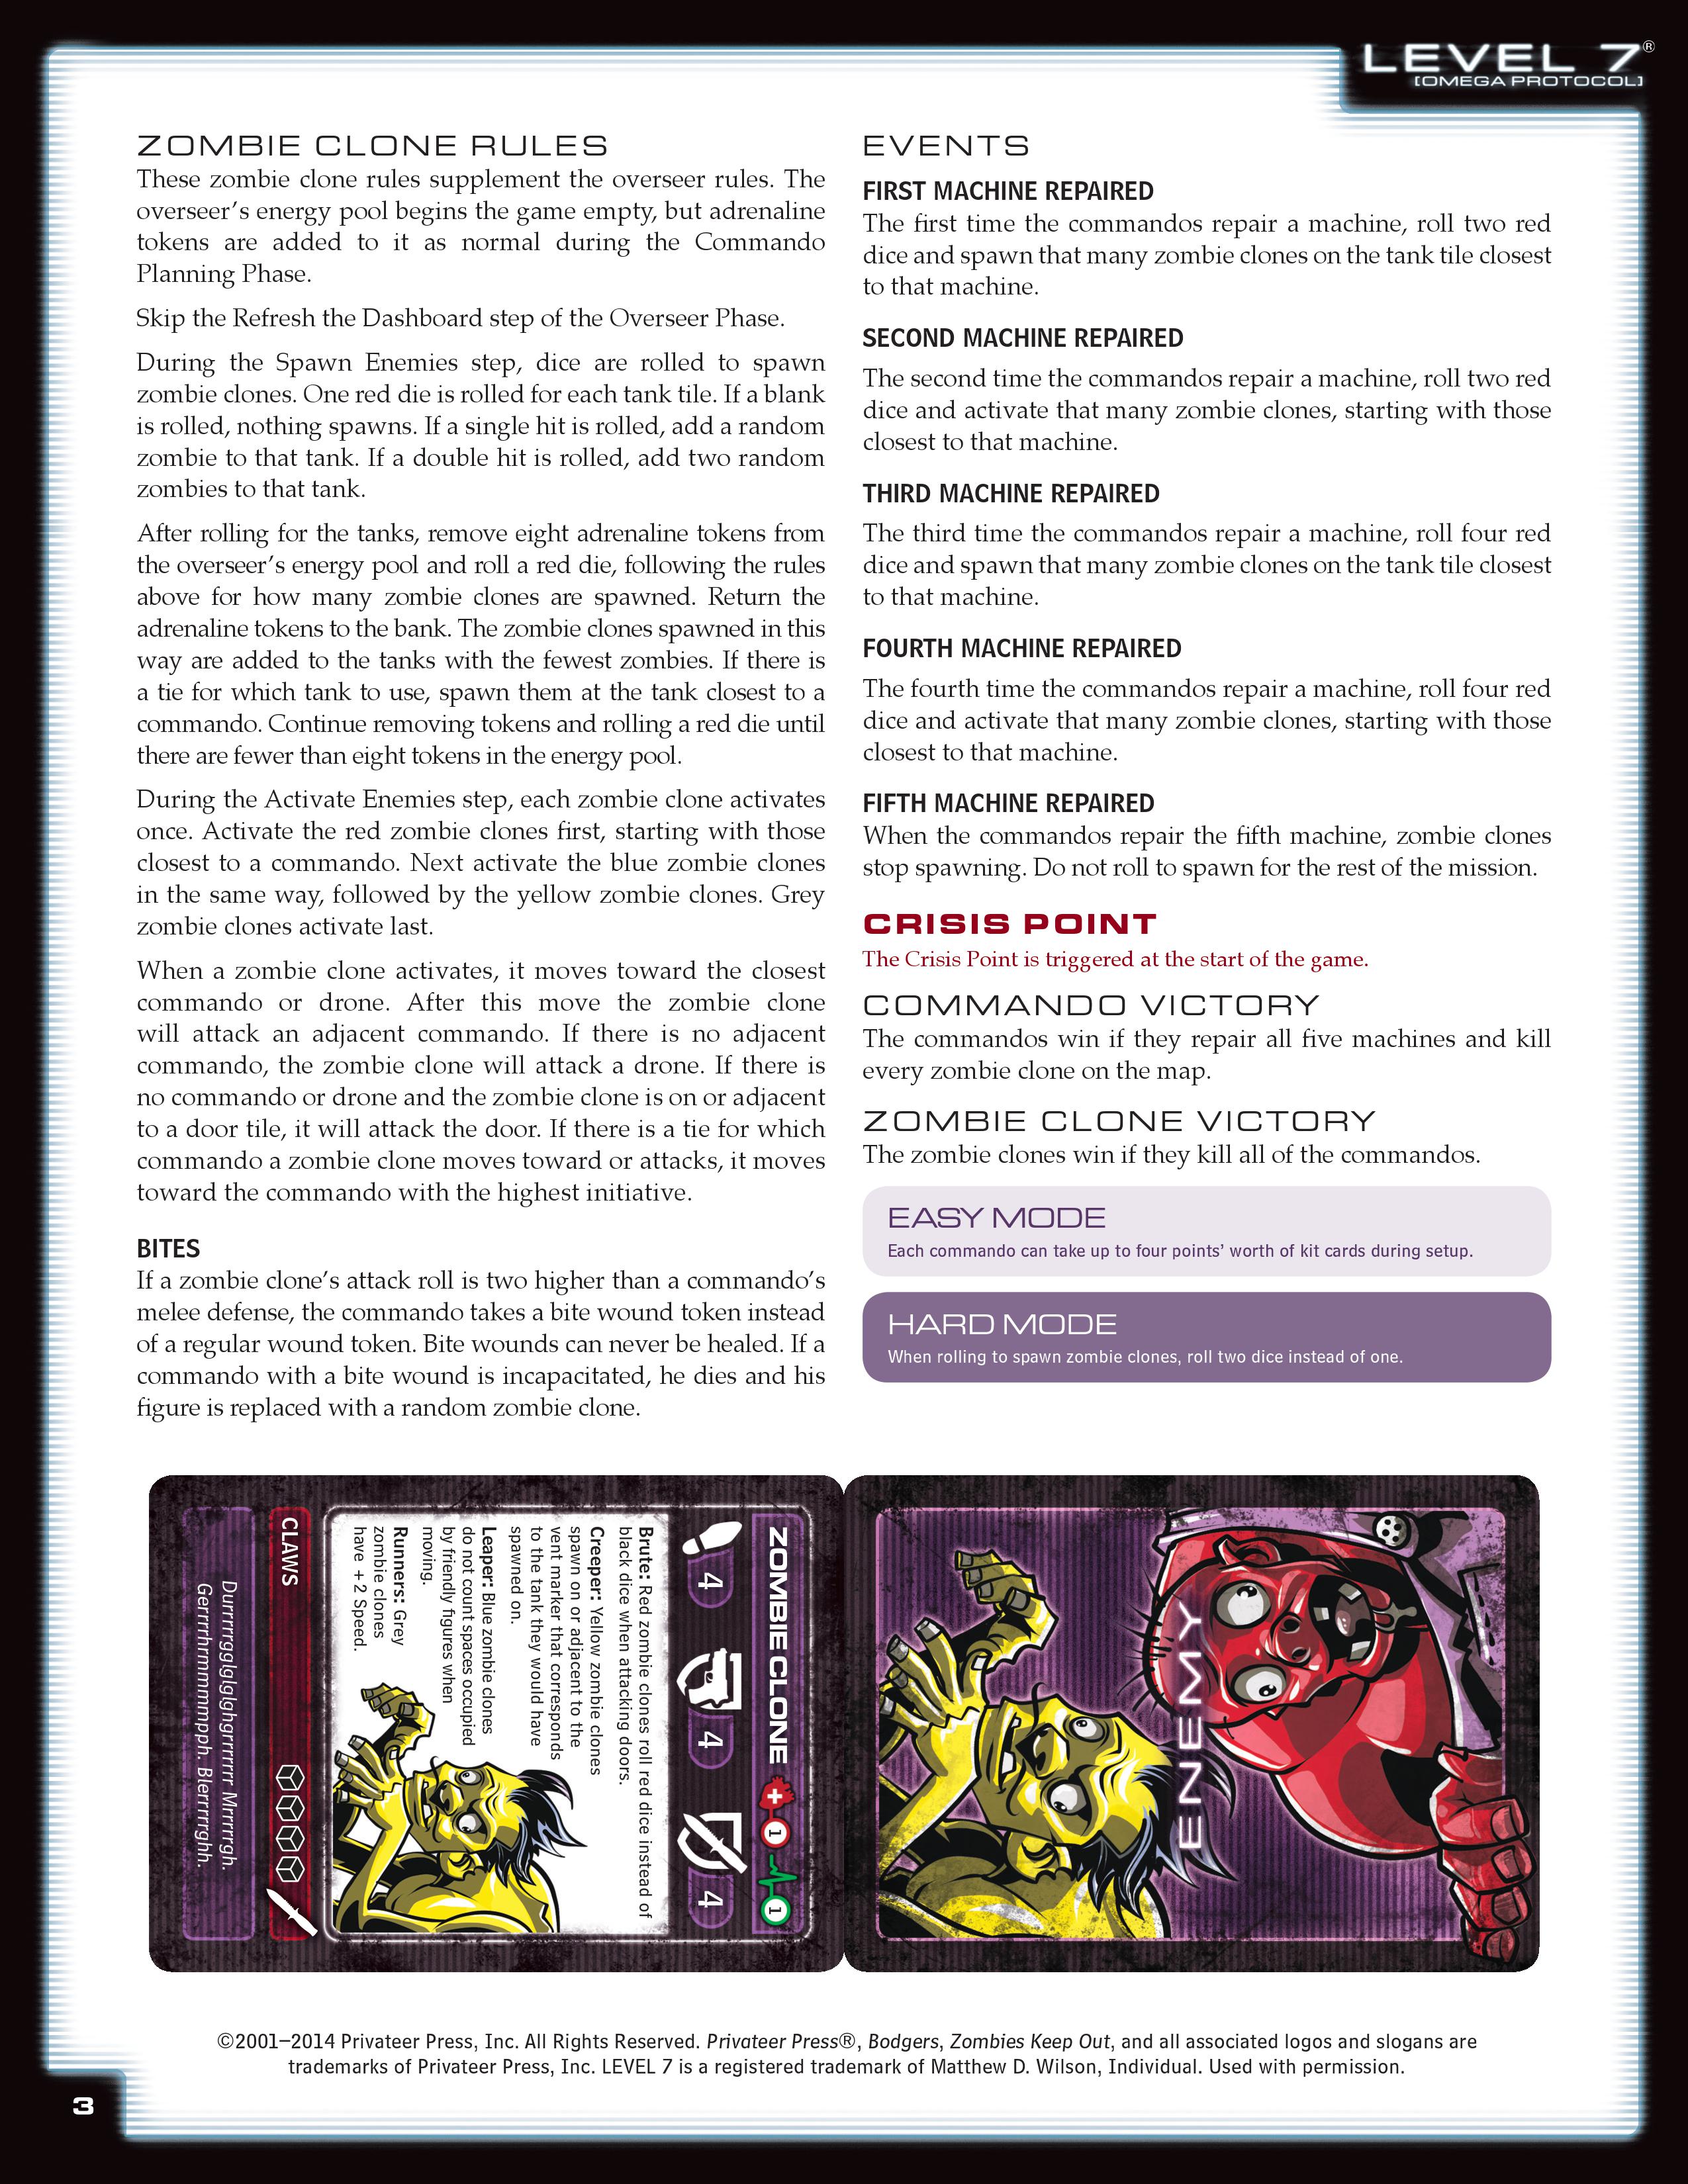 LEVEL 7®
[OMEGA PROTOCOL]
ZOMBIE CLONE RULES
These zombie clone rules supplement the overseer rules. The
overseer’s energy pool begins the game empty, but adrenaline
tokens are added to it as normal during the Commando
Planning Phase.
Skip the Refresh the Dashboard step of the Overseer Phase.
During the Spawn Enemies step, dice are rolled to spawn
zombie clones. One red die is rolled for each tank tile. If a blank
is rolled, nothing spawns. If a single hit is rolled, add a random
zombie to that tank. If a double hit is rolled, add two random
zombies to that tank.
After rolling for the tanks, remove eight adrenaline tokens from
the overseer’s energy pool and roll a red die, following the rules
above for how many zombie clones are spawned. Return the
adrenaline tokens to the bank. The zombie clones spawned in this
way are added to the tanks with the fewest zombies. If there is
a tie for which tank to use, spawn them at the tank closest to a
commando. Continue removing tokens and rolling a red die until
there are fewer than eight tokens in the energy pool.
During the Activate Enemies step, each zombie clone activates
once. Activate the red zombie clones first, starting with those
closest to a commando. Next activate the blue zombie clones
in the same way, followed by the yellow zombie clones. Grey
zombie clones activate last.
When a zombie clone activates, it moves toward the closest
commando or drone. After this move the zombie clone
will attack an adjacent commando. If there is no adjacent
commando, the zombie clone will attack a drone. If there is
no commando or drone and the zombie clone is on or adjacent
to a door tile, it will attack the door. If there is a tie for which
commando a zombie clone moves toward or attacks, it moves
toward the commando with the highest initiative.
BITES
If a zombie clone’s attack roll is two higher than a commando’s
melee defense, the commando takes a bite wound token instead
of a regular wound token. Bite wounds can never be healed. If a
commando with a bite wound is incapacitated, he dies and his
figure is replaced with a random zombie clone.
EVENTS
FIRST MACHINE REPAIRED
The first time the commandos repair a machine, roll two red
dice and spawn that many zombie clones on the tank tile closest
to that machine.
SECOND MACHINE REPAIRED
The second time the commandos repair a machine, roll two red
dice and activate that many zombie clones, starting with those
closest to that machine.
THIRD MACHINE REPAIRED
The third time the commandos repair a machine, roll four red
dice and spawn that many zombie clones on the tank tile closest
to that machine.
FOURTH MACHINE REPAIRED
The fourth time the commandos repair a machine, roll four red
dice and activate that many zombie clones, starting with those
closest to that machine.
FIFTH MACHINE REPAIRED
When the commandos repair the fifth machine, zombie clones
stop spawning. Do not roll to spawn for the rest of the mission.
CRISIS POINT
The Crisis Point is triggered at the start of the game.
COMMANDO VICTORY
The commandos win if they repair all five machines and kill
every zombie clone on the map.
ZOMBIE CLONE VICTORY
The zombie clones win if they kill all of the commandos.
EASY MODE
Each commando can take up to four points’ worth of kit cards during setup.
HARD MODE
When rolling to spawn zombie clones, roll two dice instead of one.
ZOMBIE CLONE 1 1
4 4 4
Brute: Red zombie clones roll red dice instead of
black dice when attacking doors.
Creeper: Yellow zombie clones
spawn on or adjacent to the
vent marker that corresponds
to the tank they would have
spawned on.
Leaper: Blue zombie clones
do not count spaces occupied
by friendly figures when
moving.
Runners: Grey
zombie clones
have +2 Speed.
CLAWS
Durrrrrgglglglghgrrrrrrr Mrrrrrrgh.
Gerrrrhrmmmmpph. Blerrrrrghh.
ENEMY
©2001–2014 Privateer Press, Inc. All Rights Reserved. Privateer Press®, Bodgers, Zombies Keep Out, and all associated logos and slogans are
trademarks of Privateer Press, Inc. LEVEL 7 is a registered trademark of Matthew D. Wilson, Individual. Used with permission.
3